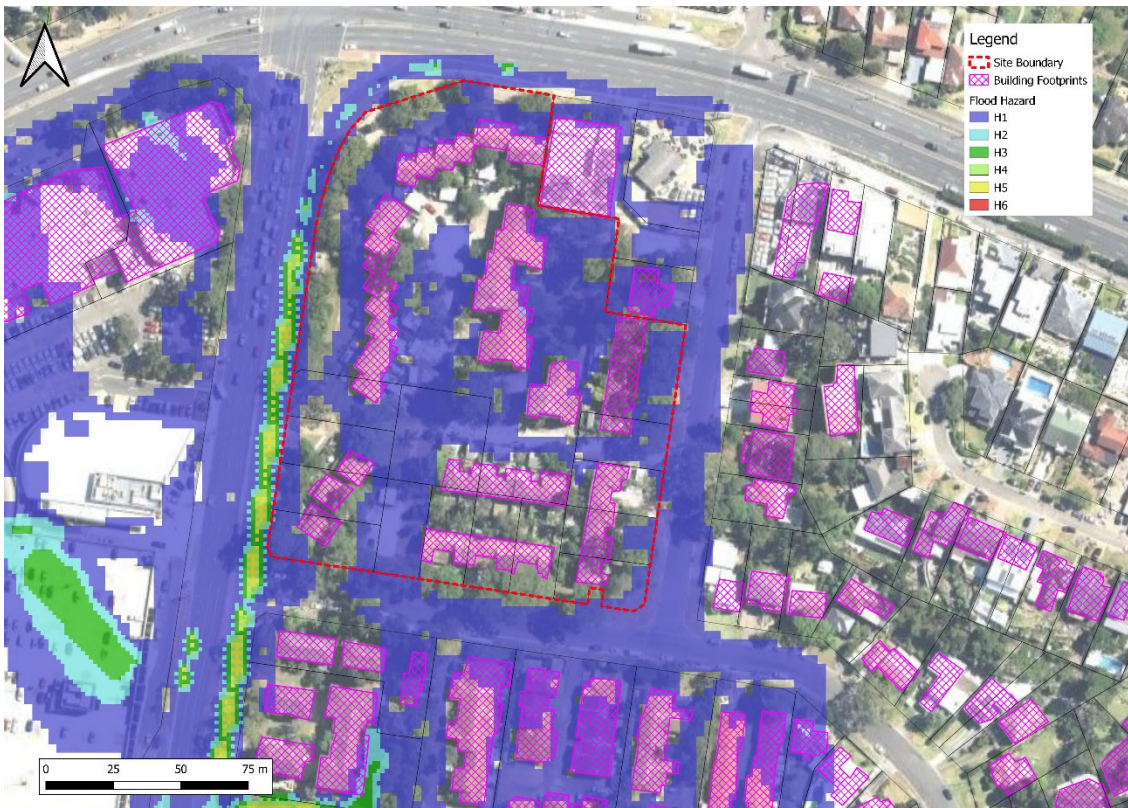 Legend
Site Boundary
Building Footprints
Flood Hazard
H1
H2
H3
H4
H5
H6
0 25 50 75 m